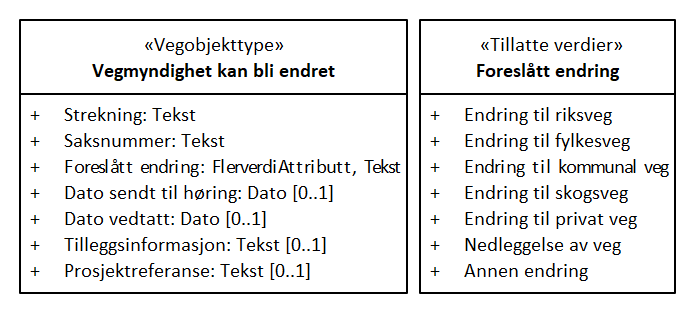 «Vegobjekttype»
Vegmyndighet kan bli endret
+ Strekning: Tekst
+ Saksnummer: Tekst
+ Foreslått endring: FlerverdiAttributt, Tekst
+ Dato sendt til høring: Dato [0..1]
+ Dato vedtatt: Dato [0..1]
+ Tilleggsinformasjon: Tekst [0..1]
+ Prosjektreferanse: Tekst [0..1]
«Tillatte verdier»
Foreslått endring
+ Endring til riksveg
+ Endring til fylkesveg
+ Endring til kommunal veg
+ Endring til skogsveg
+ Endring til privat veg
+ Nedleggelse av veg
+ Annen endring